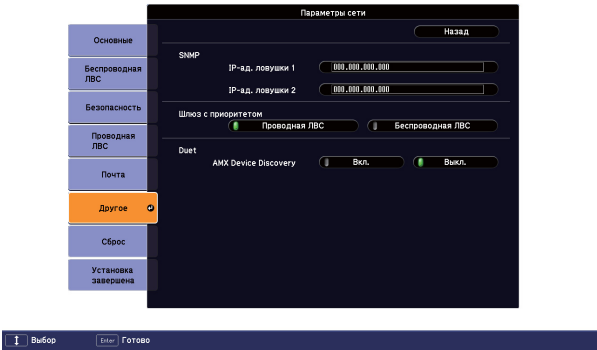 Параметры сети
Назад
Основные
Беспроводная
ЛВС
Безопасность
Проводная
ЛВС
Почта
Другое
Сброс
Установка
завершена
SNMP
IP-ад. ловушки 1 000.000.000.000
IP-ад. ловушки 2 000.000.000.000
Шлюз с приоритетом
Проводная ЛВС Беспроводная ЛВС
Duet
AMX Device Discovery Вкл. Выкл.
Выбор Enter Готово